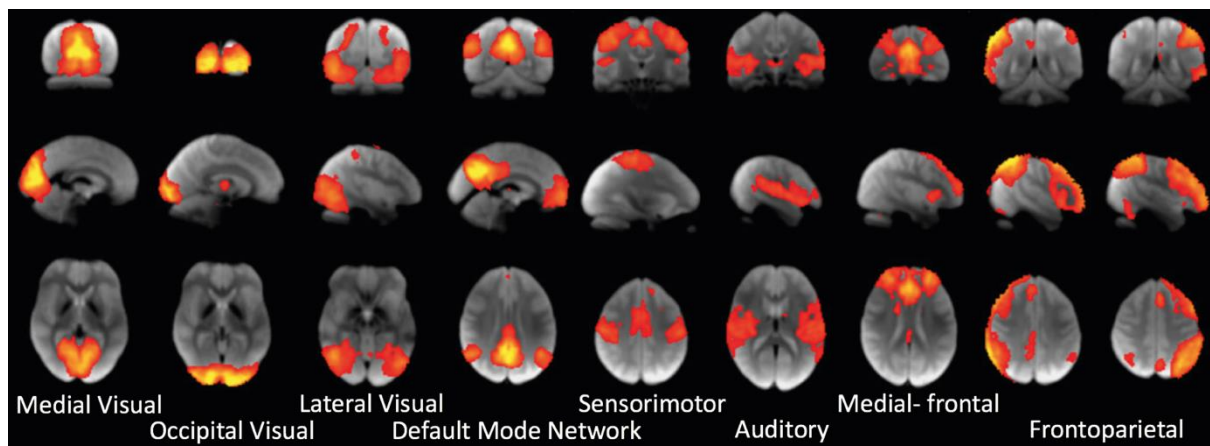 Medial Visual
Occipital Visual
Lateral Visual
Default Mode Network
Sensorimotor
Auditory
Medial- frontal
Frontoparietal